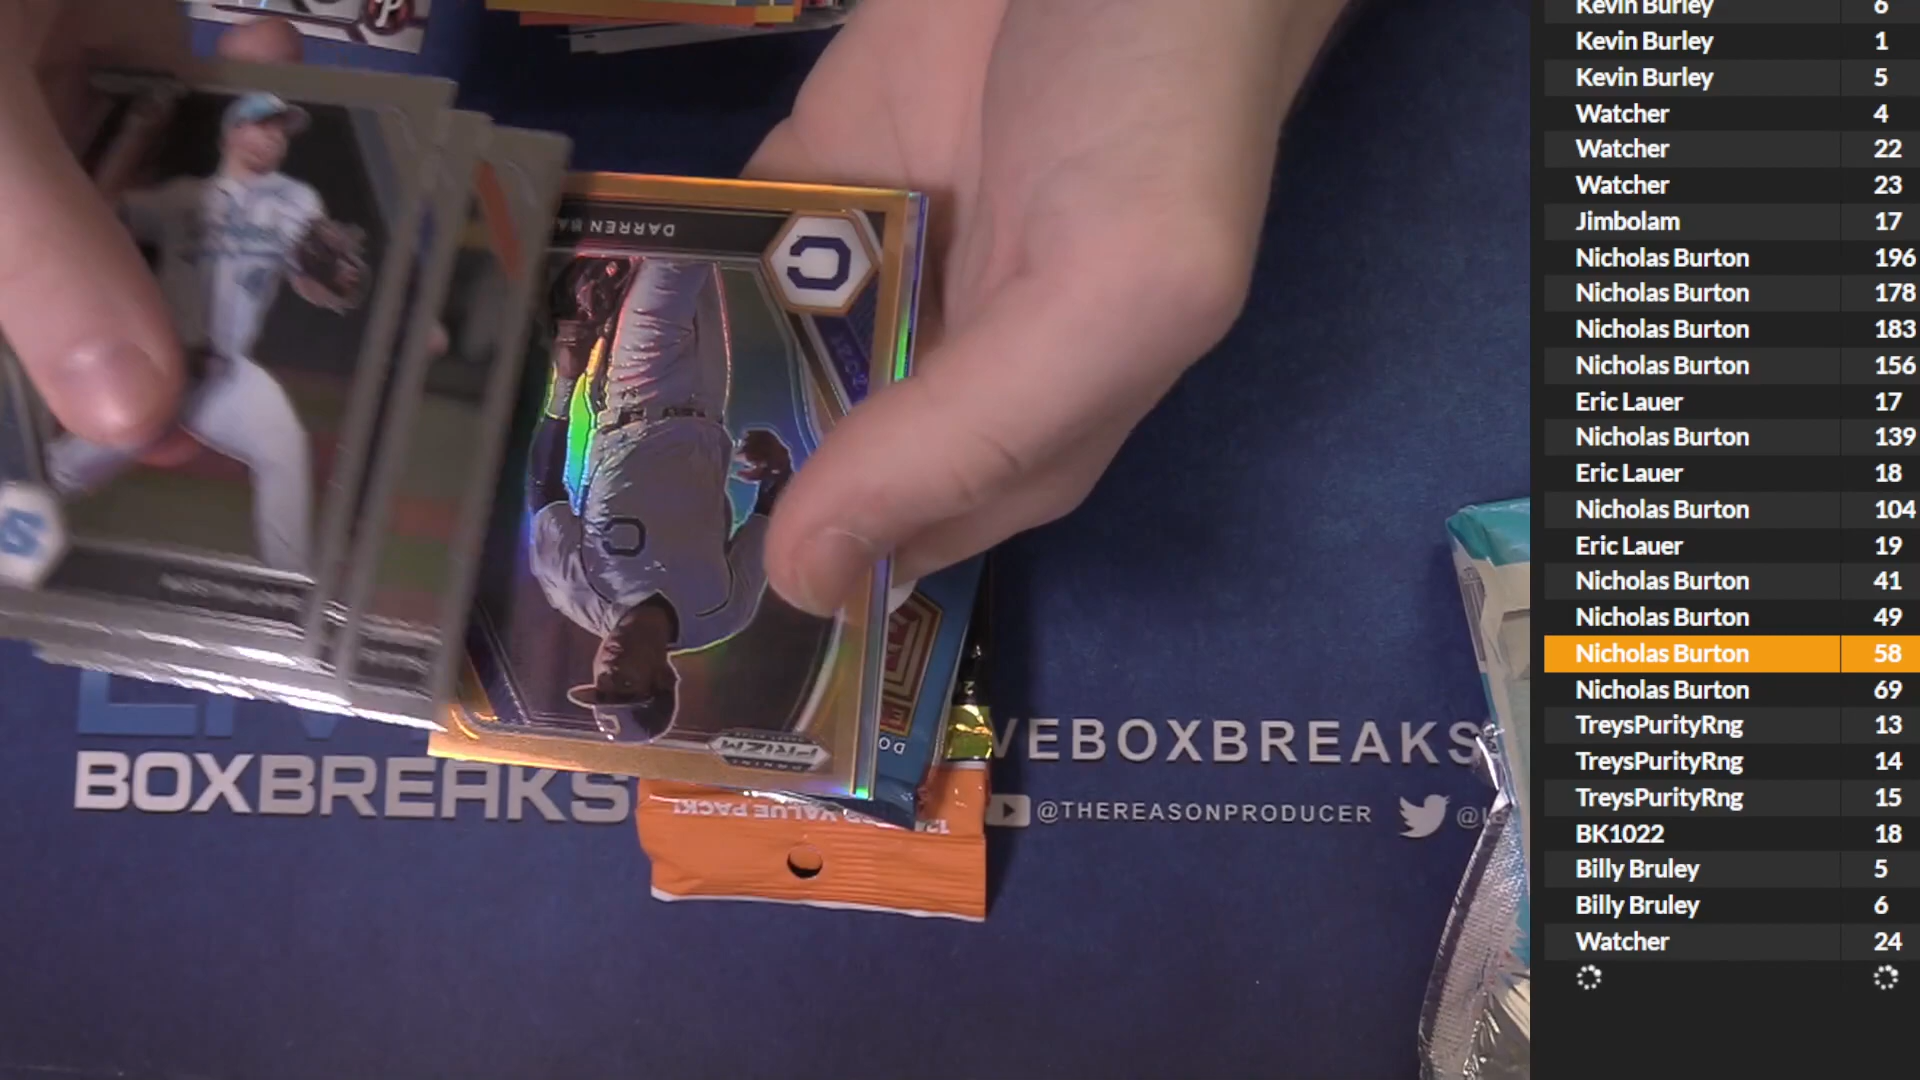 DARREN
C
C
PRIZM
PANINI
VALUE PACK!
BOXBREAKS
VEBOXBREAKS
@THEREASONPRODUCER
Kevin Burley 6
Kevin Burley 1
Kevin Burley 5
Watcher 4
Watcher 22
Watcher 23
Jimbolam 17
Nicholas Burton 196
Nicholas Burton 178
Nicholas Burton 183
Nicholas Burton 156
Eric Lauer 17
Nicholas Burton 139
Eric Lauer 18
Nicholas Burton 104
Eric Lauer 19
Nicholas Burton 41
Nicholas Burton 49
Nicholas Burton 58
Nicholas Burton 69
TreysPurityRng 13
TreysPurityRng 14
TreysPurityRng 15
BK1022 18
Billy Bruley 5
Billy Bruley 6
Watcher 24